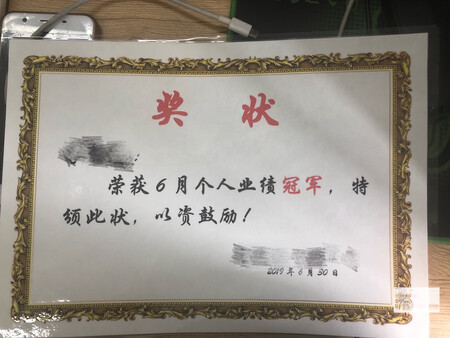 奖 状
:
荣获6月个人业绩冠军，特
颁此状，以资鼓励！
2019年6月30日